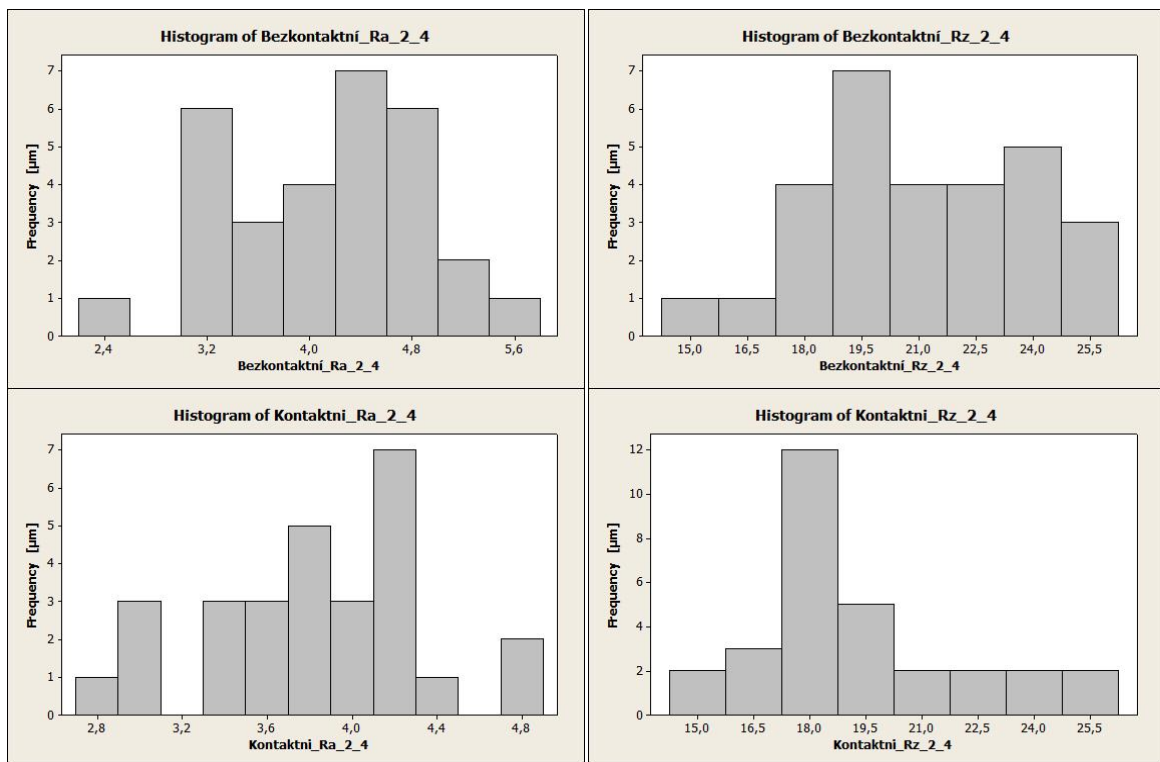 Histogram of Bezkontaktní_Ra_2_4
Frequency [µm]
7
6
5
4
3
2
1
0
2,4 3,2 4,0 4,8 5,6
Bezkontaktní_Ra_2_4
Histogram of Bezkontaktní_Rz_2_4
Frequency [µm]
7
6
5
4
3
2
1
0
15,0 16,5 18,0 19,5 21,0 22,5 24,0 25,5
Bezkontaktní_Rz_2_4
Histogram of Kontaktni_Ra_2_4
Frequency [µm]
7
6
5
4
3
2
1
0
2,8 3,2 3,6 4,0 4,4 4,8
Kontaktni_Ra_2_4
Histogram of Kontaktni_Rz_2_4
Frequency [µm]
12
10
8
6
4
2
0
15,0 16,5 18,0 19,5 21,0 22,5 24,0 25,5
Kontaktni_Rz_2_4